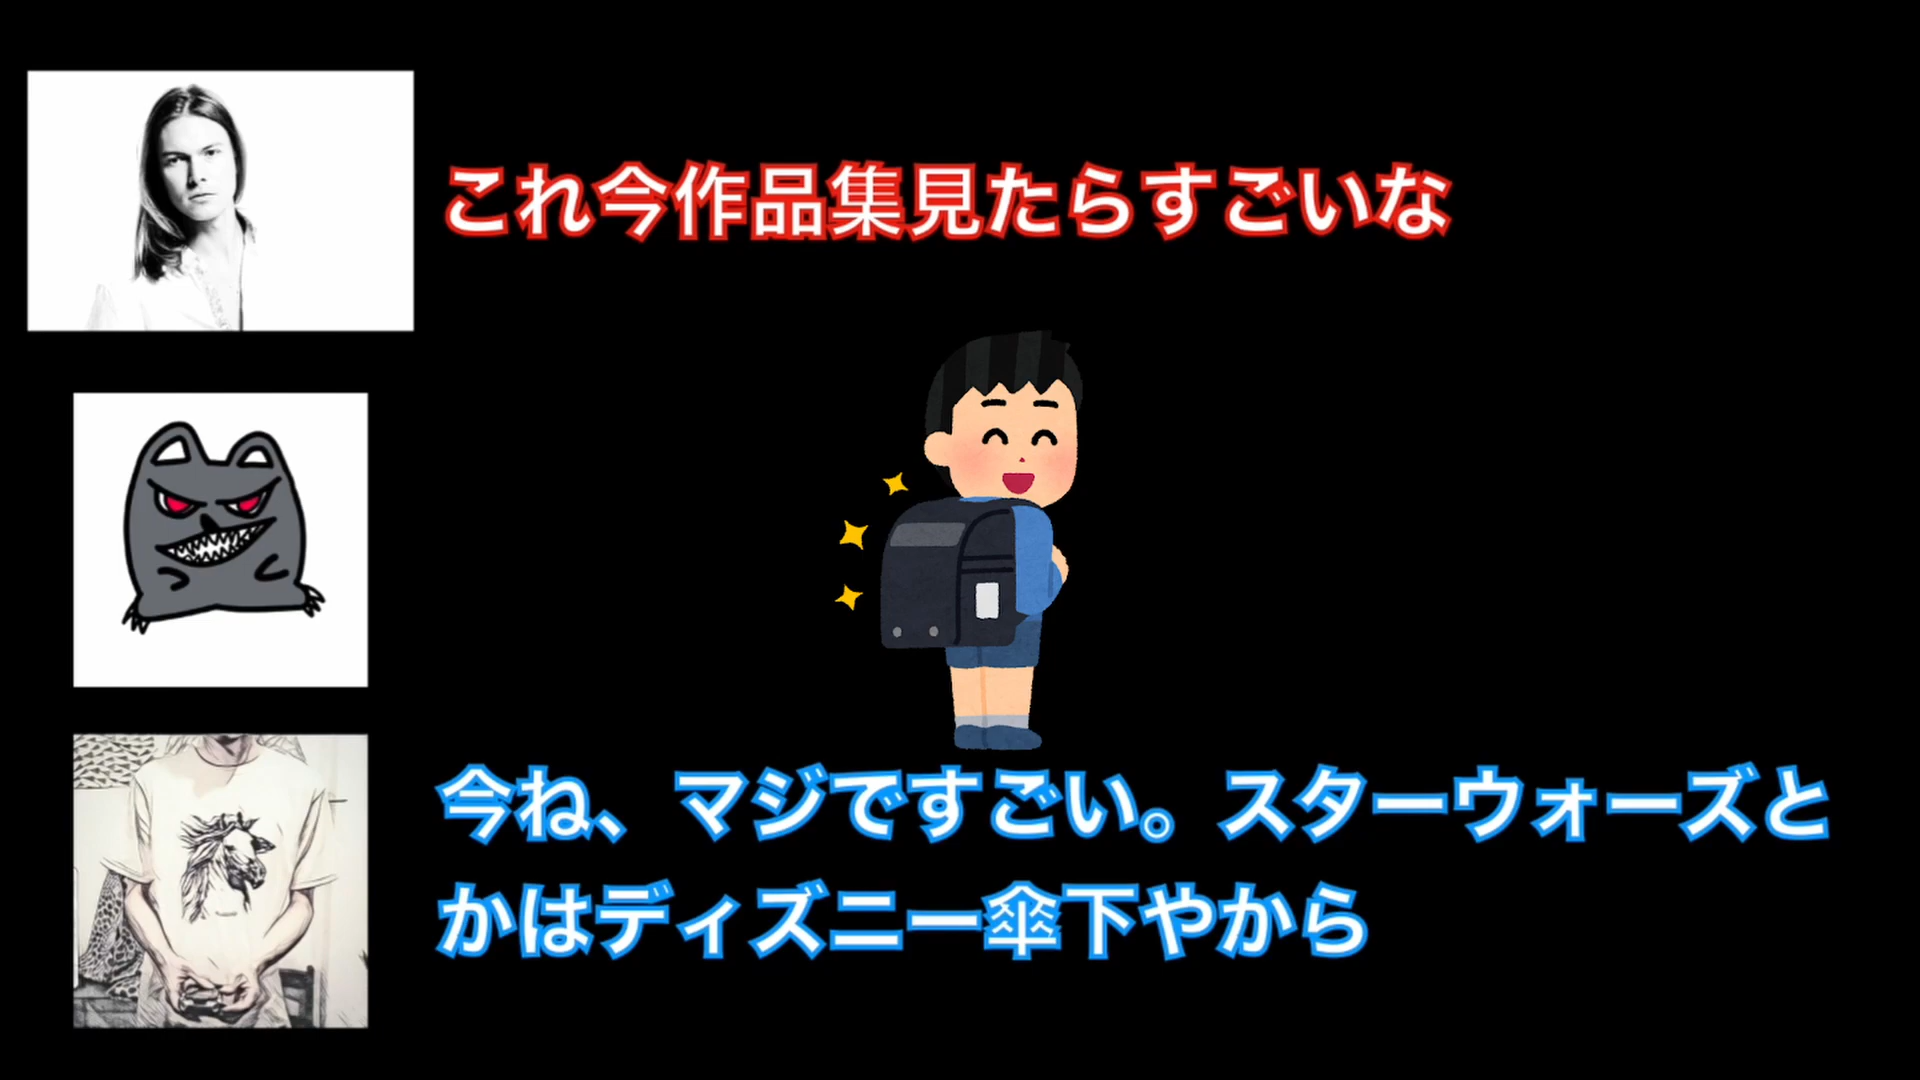 これ今作品集見たらすごいな
今ね、マジですごい。スターウォーズと
かはディズニー傘下やから